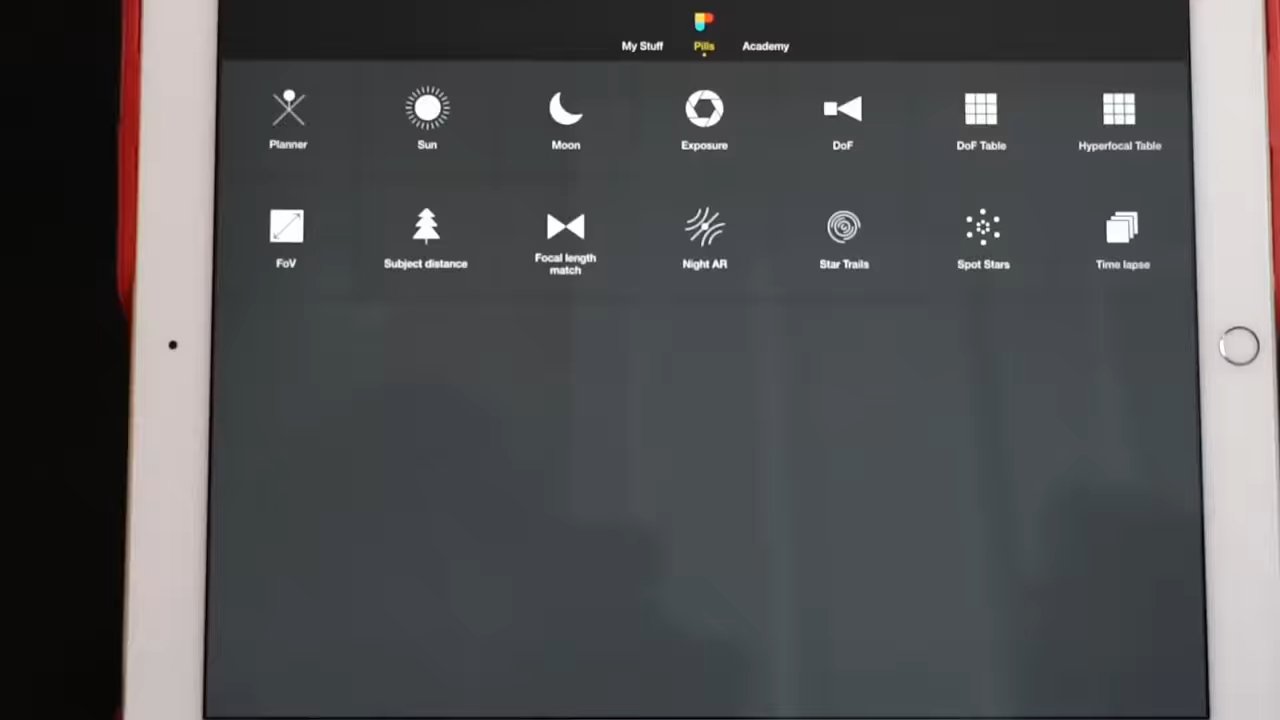 My Stuff
Pills
Academy
Planner
Sun
Moon
Exposure
DoF
DoF Table
Hyperfocal Table
FoV
Subject distance
Focal length
match
Night AR
Star Trails
Spot Stars
Time lapse